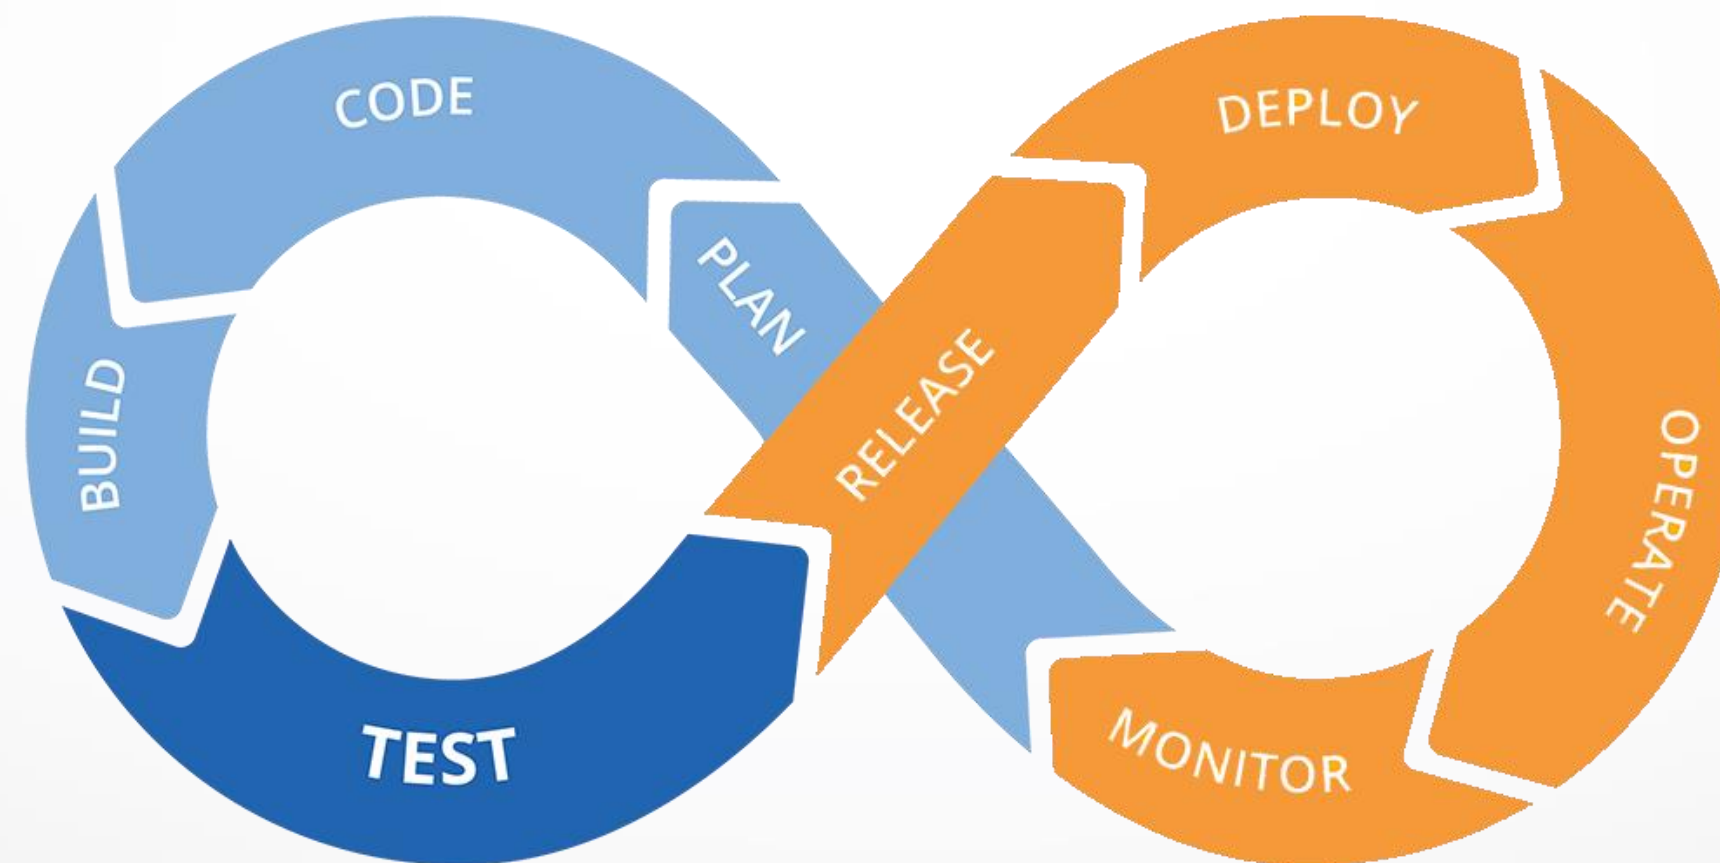 CODE
DEPLOY
PLAN
RELEASE
BUILD
OPERATE
TEST
MONITOR